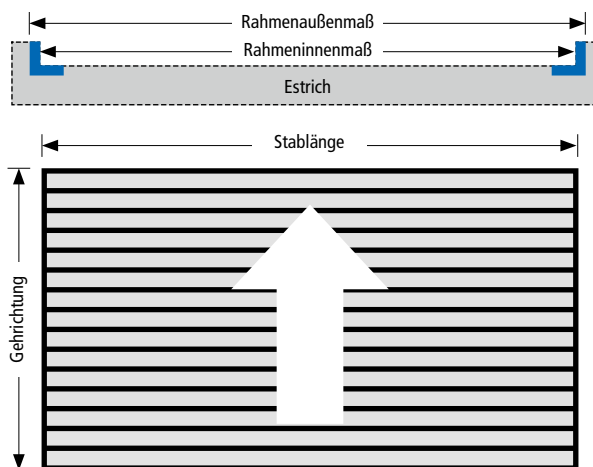 Rahmenaußenmaß
Rahmeninnenmaß
Estrich
Stablänge
Gehrichtung